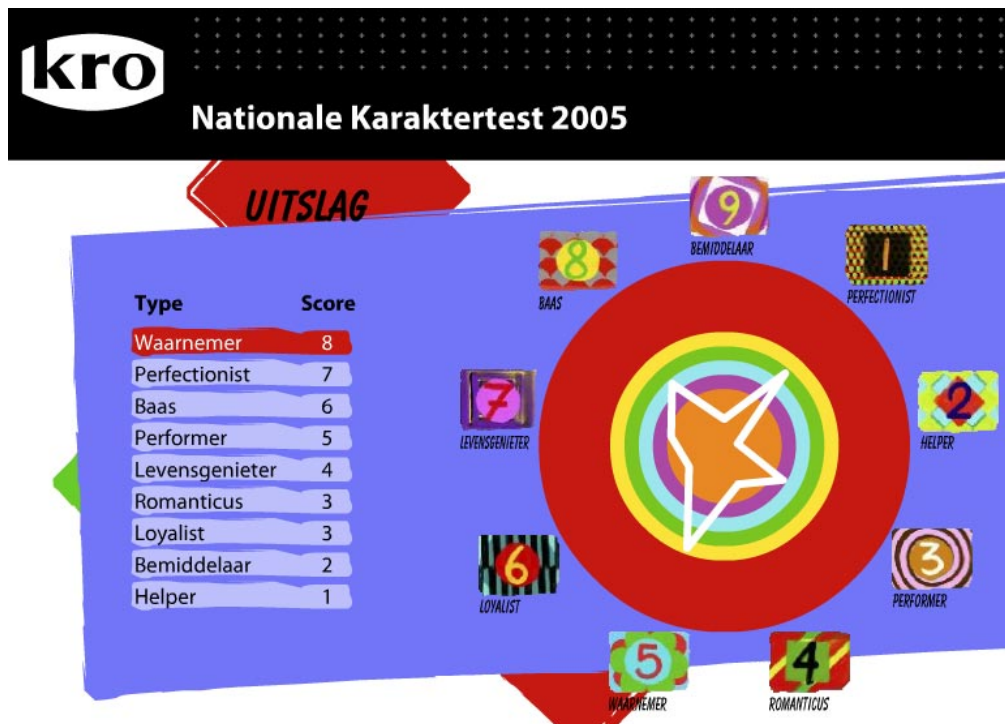 kro
Nationale Karaktertest 2005
UITSLAG
Type Score
Waarnemer 8
Perfectionist 7
Baas 6
Performer 5
Levensgenieter 4
Romanticus 3
Loyalist 3
Bemiddelaar 2
Helper 1
9
BEMIDDELAAR
1
PERFECTIONIST
2
HELPER
3
PERFORMER
4
ROMANTICUS
5
WAARNEMER
6
LOYALIST
7
LEVENSGENIETER
8
BAAS